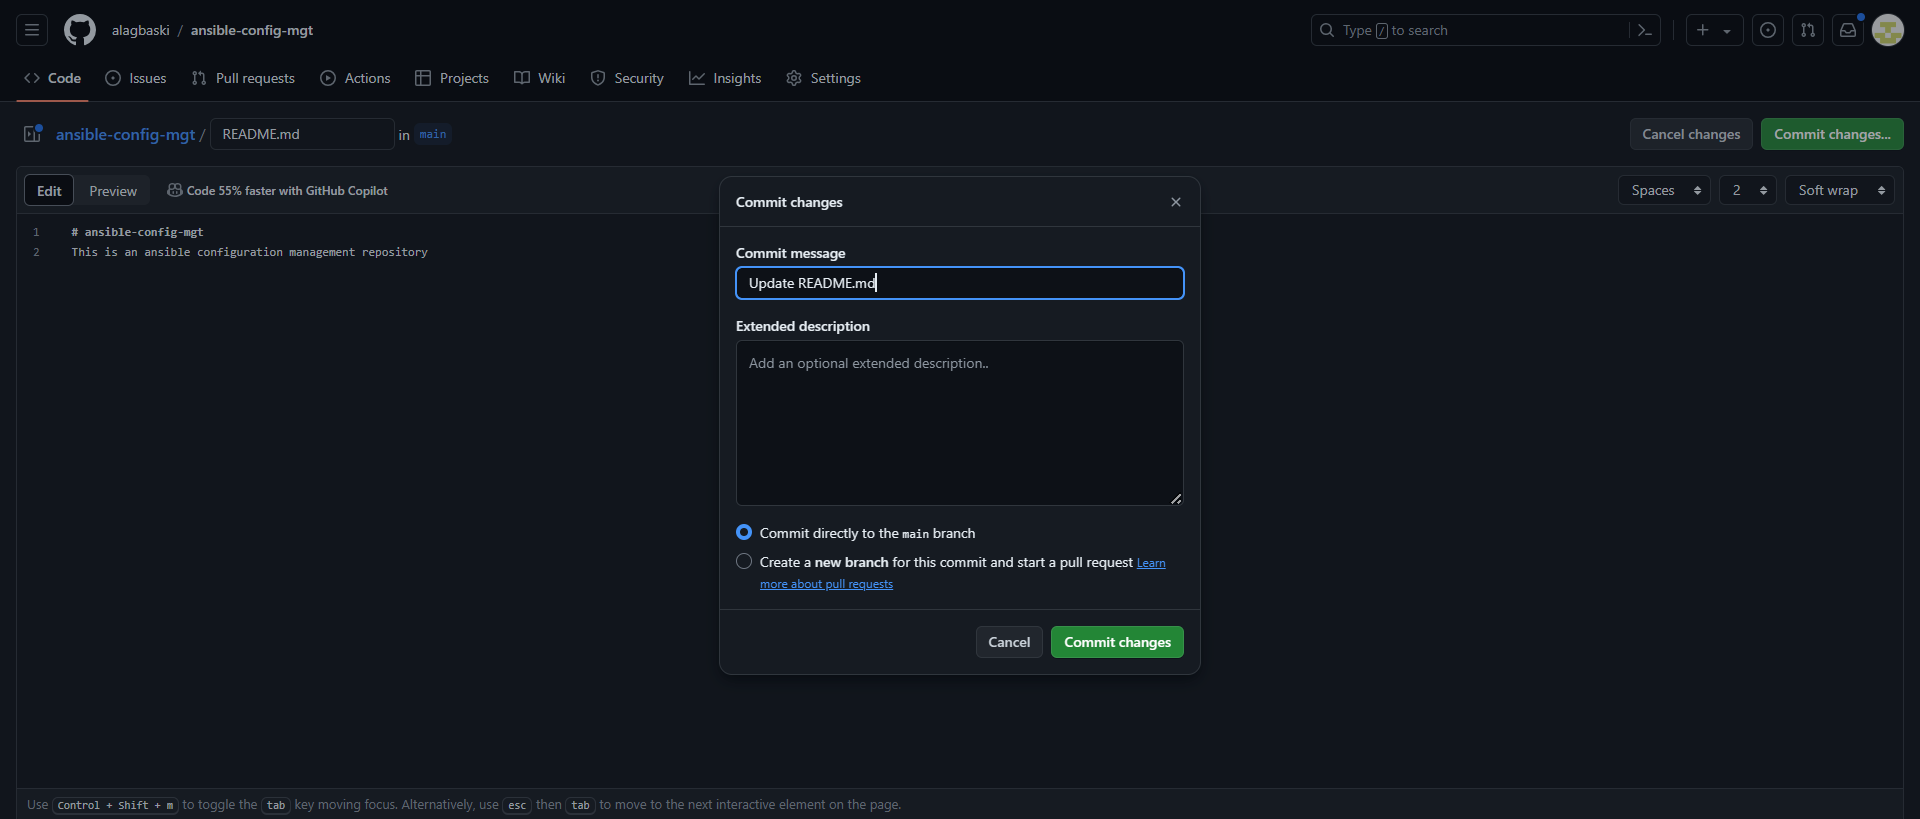 alagbaski / ansible-config-mgt
Type / to search
Code Issues Pull requests Actions Projects Wiki Security Insights Settings
ansible-config-mgt / README.md in main
Cancel changes Commit changes...
Edit Preview Code 55% faster with GitHub Copilot
Spaces 2 Soft wrap
1 # ansible-config-mgt
2 This is an ansible configuration management repository
Commit changes
Commit message
Update README.md
Extended description
Add an optional extended description..
Commit directly to the main branch
Create a new branch for this commit and start a pull request Learn
more about pull requests
Cancel Commit changes
Use Control + Shift + m to toggle the tab key moving focus. Alternatively, use esc then tab to move to the next interactive element on the page.